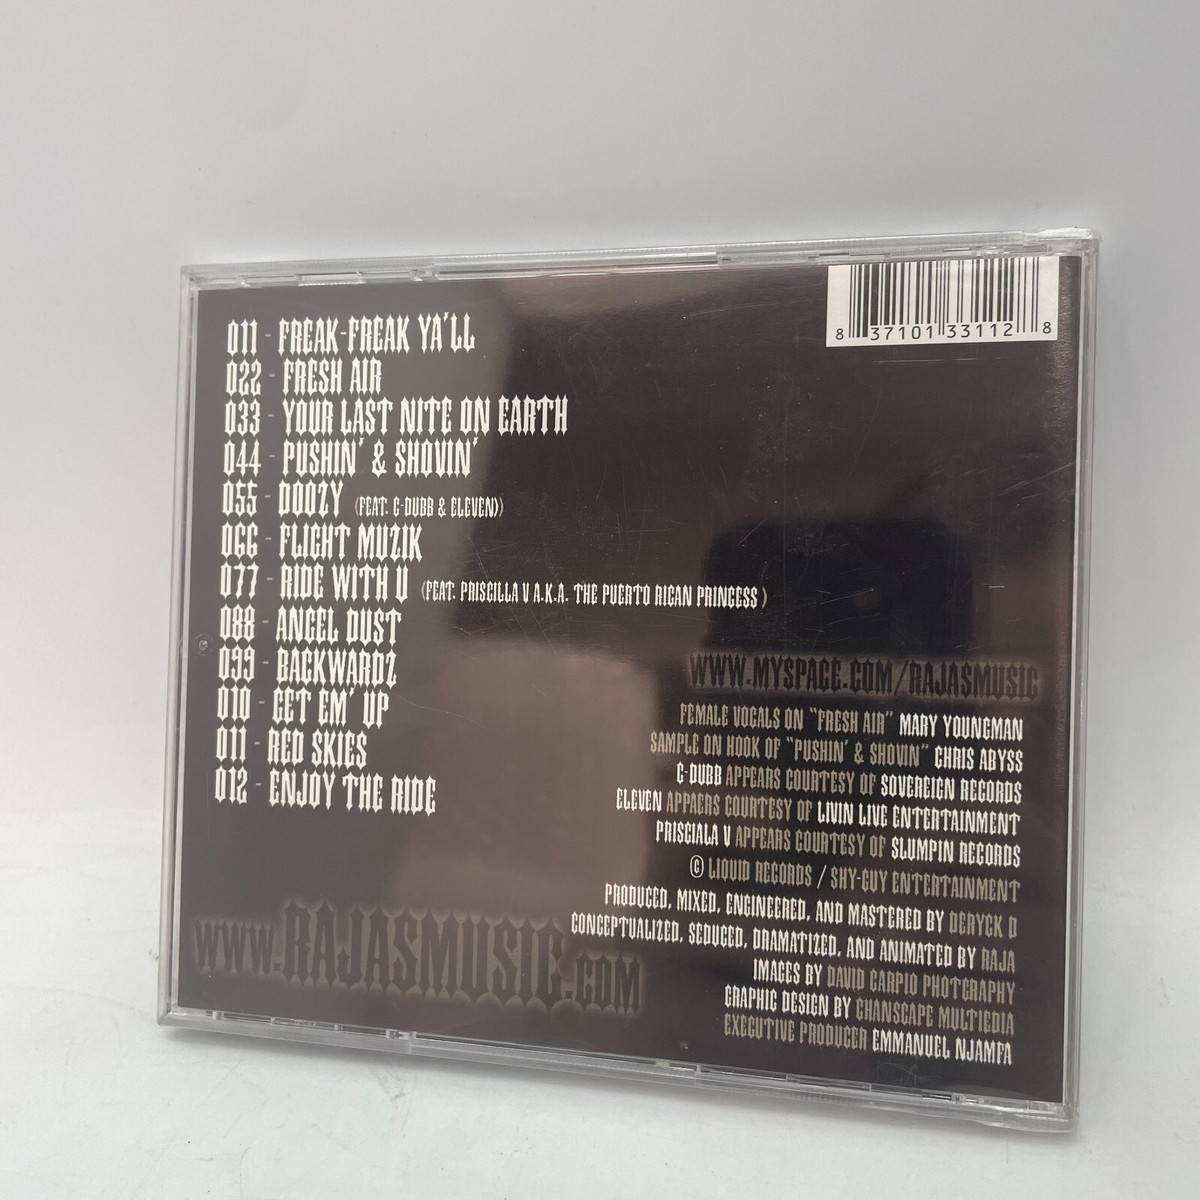 011 - FREAK-FREAK YA'LL
022 - FRESH AIR
033 - YOUR LAST NITE ON EARTH
044 - PUSHIN' & SHOVIN'
055 - DOOZY (FEAT. C-DUBB & ELEVEN))
066 - FLIGHT MUZIK
077 - RIDE WITH U (FEAT. PRISCILLA V A.K.A. THE PUERTO RICAN PRINCESS )
088 - ANGEL DUST
099 - BACKWARDZ
010 - GET EM' UP
011 - RED SKIES
012 - ENJOY THE RIDE
8 37101 33112 8
WWW.MYSPACE.COM/RAJASMUSIC
FEMALE VOCALS ON "FRESH AIR" MARY YOUNGMAN
SAMPLE ON HOOK OF "PUSHIN' & SHOVIN" CHRIS ABYSS
C-DUBB APPEARS COURTESY OF SOVEREIGN RECORDS
ELEVEN APPAERS COURTESY OF LIVIN LIVE ENTERTAINMENT
PRISCIALA V APPEARS COURTESY OF SLUMPIN RECORDS
© LIQUID RECORDS / SHY-GUY ENTERTAINMENT
PRODUCED, MIXED, ENGINEERED, AND MASTERED BY DERYCK D
CONCEPTUALIZED, SEDUCED, DRAMATIZED, AND ANIMATED BY RAJA
IMAGES BY DAVID CARPIO PHOTGRAPHY
GRAPHIC DESIGN BY CHANSCAPE MULTIEDIA
EXECUTIVE PRODUCER EMMANUEL NJAMFA
WWW.RAJASMUSIC.COM